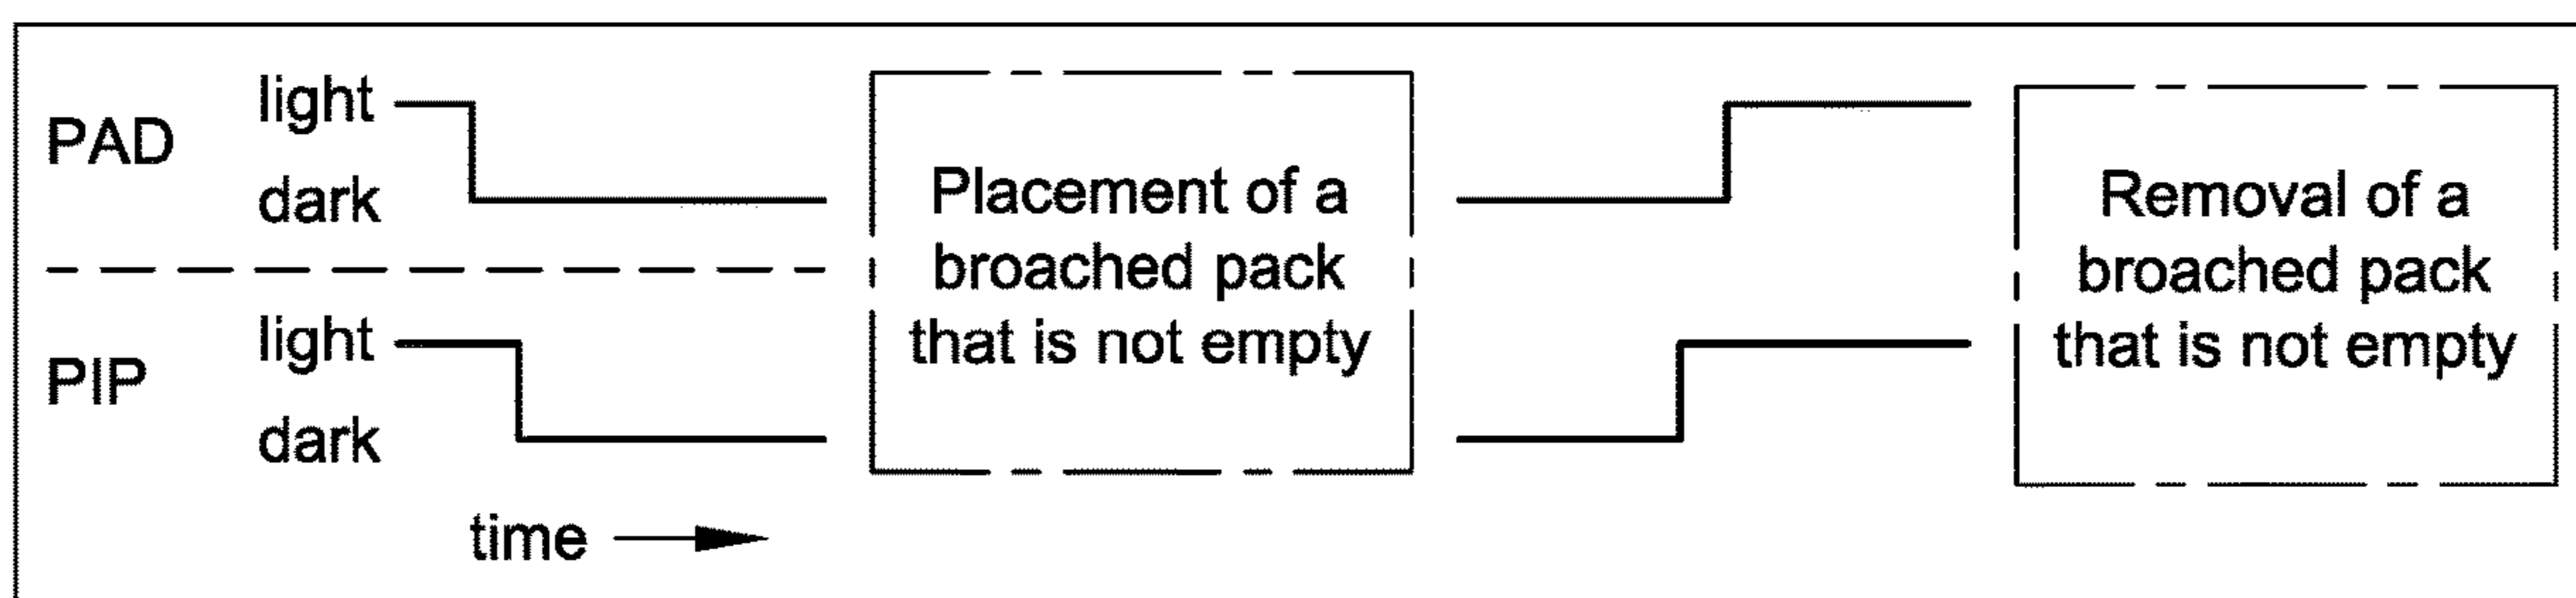 light
PAD
dark
PIP
light
dark
time
Placement of a
broached pack
that is not empty
Removal of a
broached pack
that is not empty